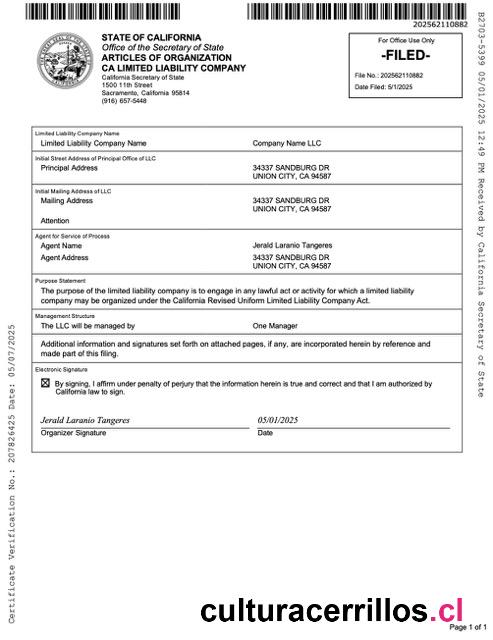 202562110882
STATE OF CALIFORNIA
Office of the Secretary of State
ARTICLES OF ORGANIZATION
CA LIMITED LIABILITY COMPANY
California Secretary of State
1500 11th Street
Sacramento, California 95814
(916) 657-5448
For Office Use Only
-FILED-
File No.: 202562110882
Date Filed: 5/1/2025
B2703-5399 05/01/2025 12:49 PM Received by California Secretary of State
Limited Liability Company Name
Limited Liability Company Name Company Name LLC
Initial Street Address of Principal Office of LLC
Principal Address 34337 SANDBURG DR
UNION CITY, CA 94587
Initial Mailing Address of LLC
Mailing Address 34337 SANDBURG DR
UNION CITY, CA 94587
Attention
Agent for Service of Process
Agent Name Jerald Laranio Tangeres
Agent Address 34337 SANDBURG DR
UNION CITY, CA 94587
Purpose Statement
The purpose of the limited liability company is to engage in any lawful act or activity for which a limited liability
company may be organized under the California Revised Uniform Limited Liability Company Act.
Management Structure
The LLC will be managed by One Manager
Additional information and signatures set forth on attached pages, if any, are incorporated herein by reference and
made part of this filing.
Electronic Signature
By signing, I affirm under penalty of perjury that the information herein is true and correct and that I am authorized by
California law to sign.
Jerald Laranio Tangeres 05/01/2025
Organizer Signature Date
Certificate Verification No.: 207826425 Date: 05/07/2025
culturacerrillos.cl
Page 1 of 1